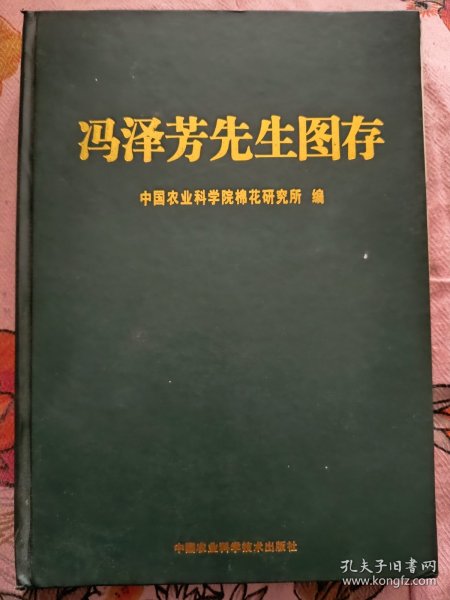 冯泽芳先生图存
中国农业科学院棉花研究所 编
中国农业科学技术出版社
孔夫子旧书网
www.kongfz.com